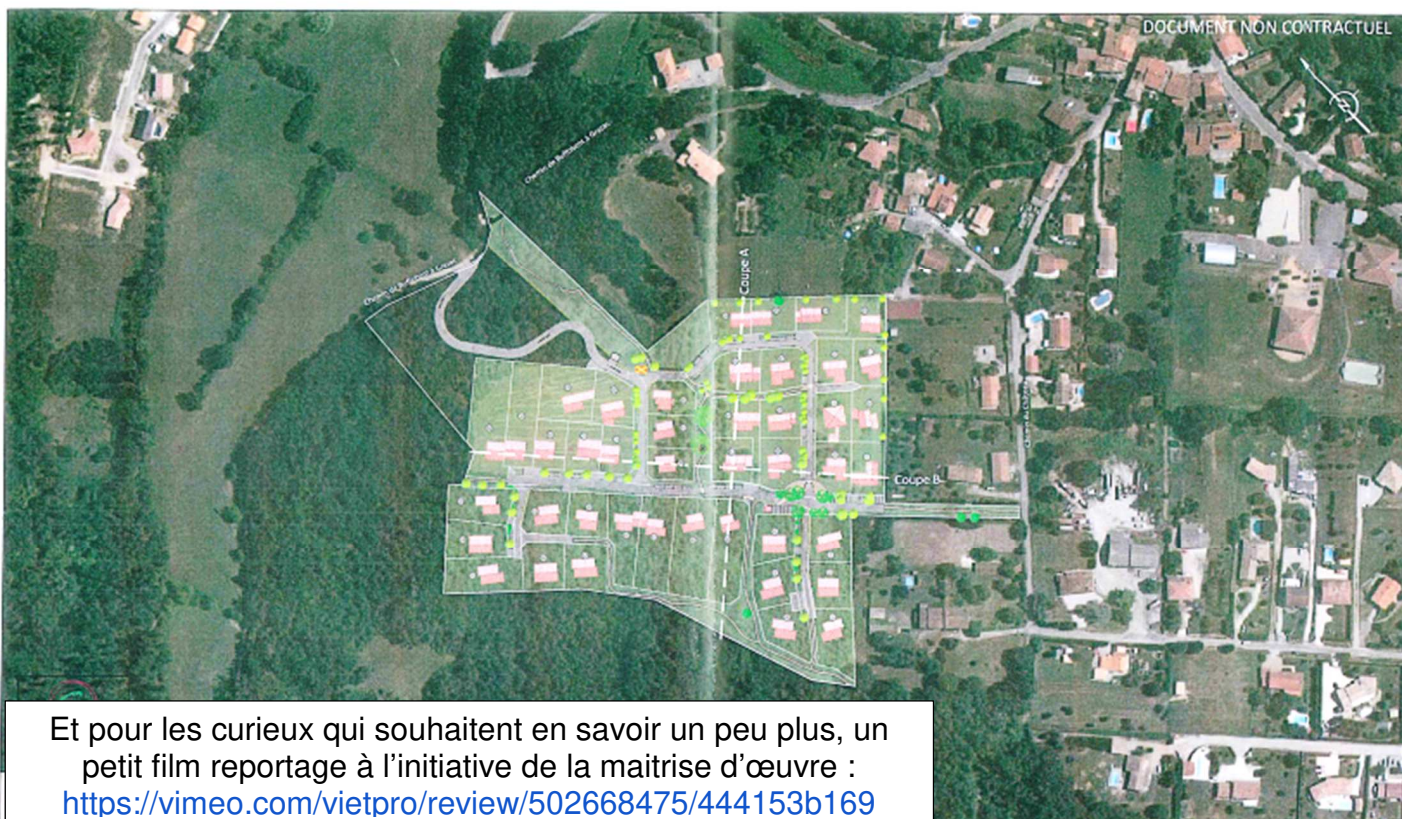 DOCUMENT NON CONTRACTUEL
Coupe A
Coupe B
Et pour les curieux qui souhaitent en savoir un peu plus, un
petit film reportage à l’initiative de la maitrise d’œuvre :
https://vimeo.com/vietpro/review/502668475/444153b169